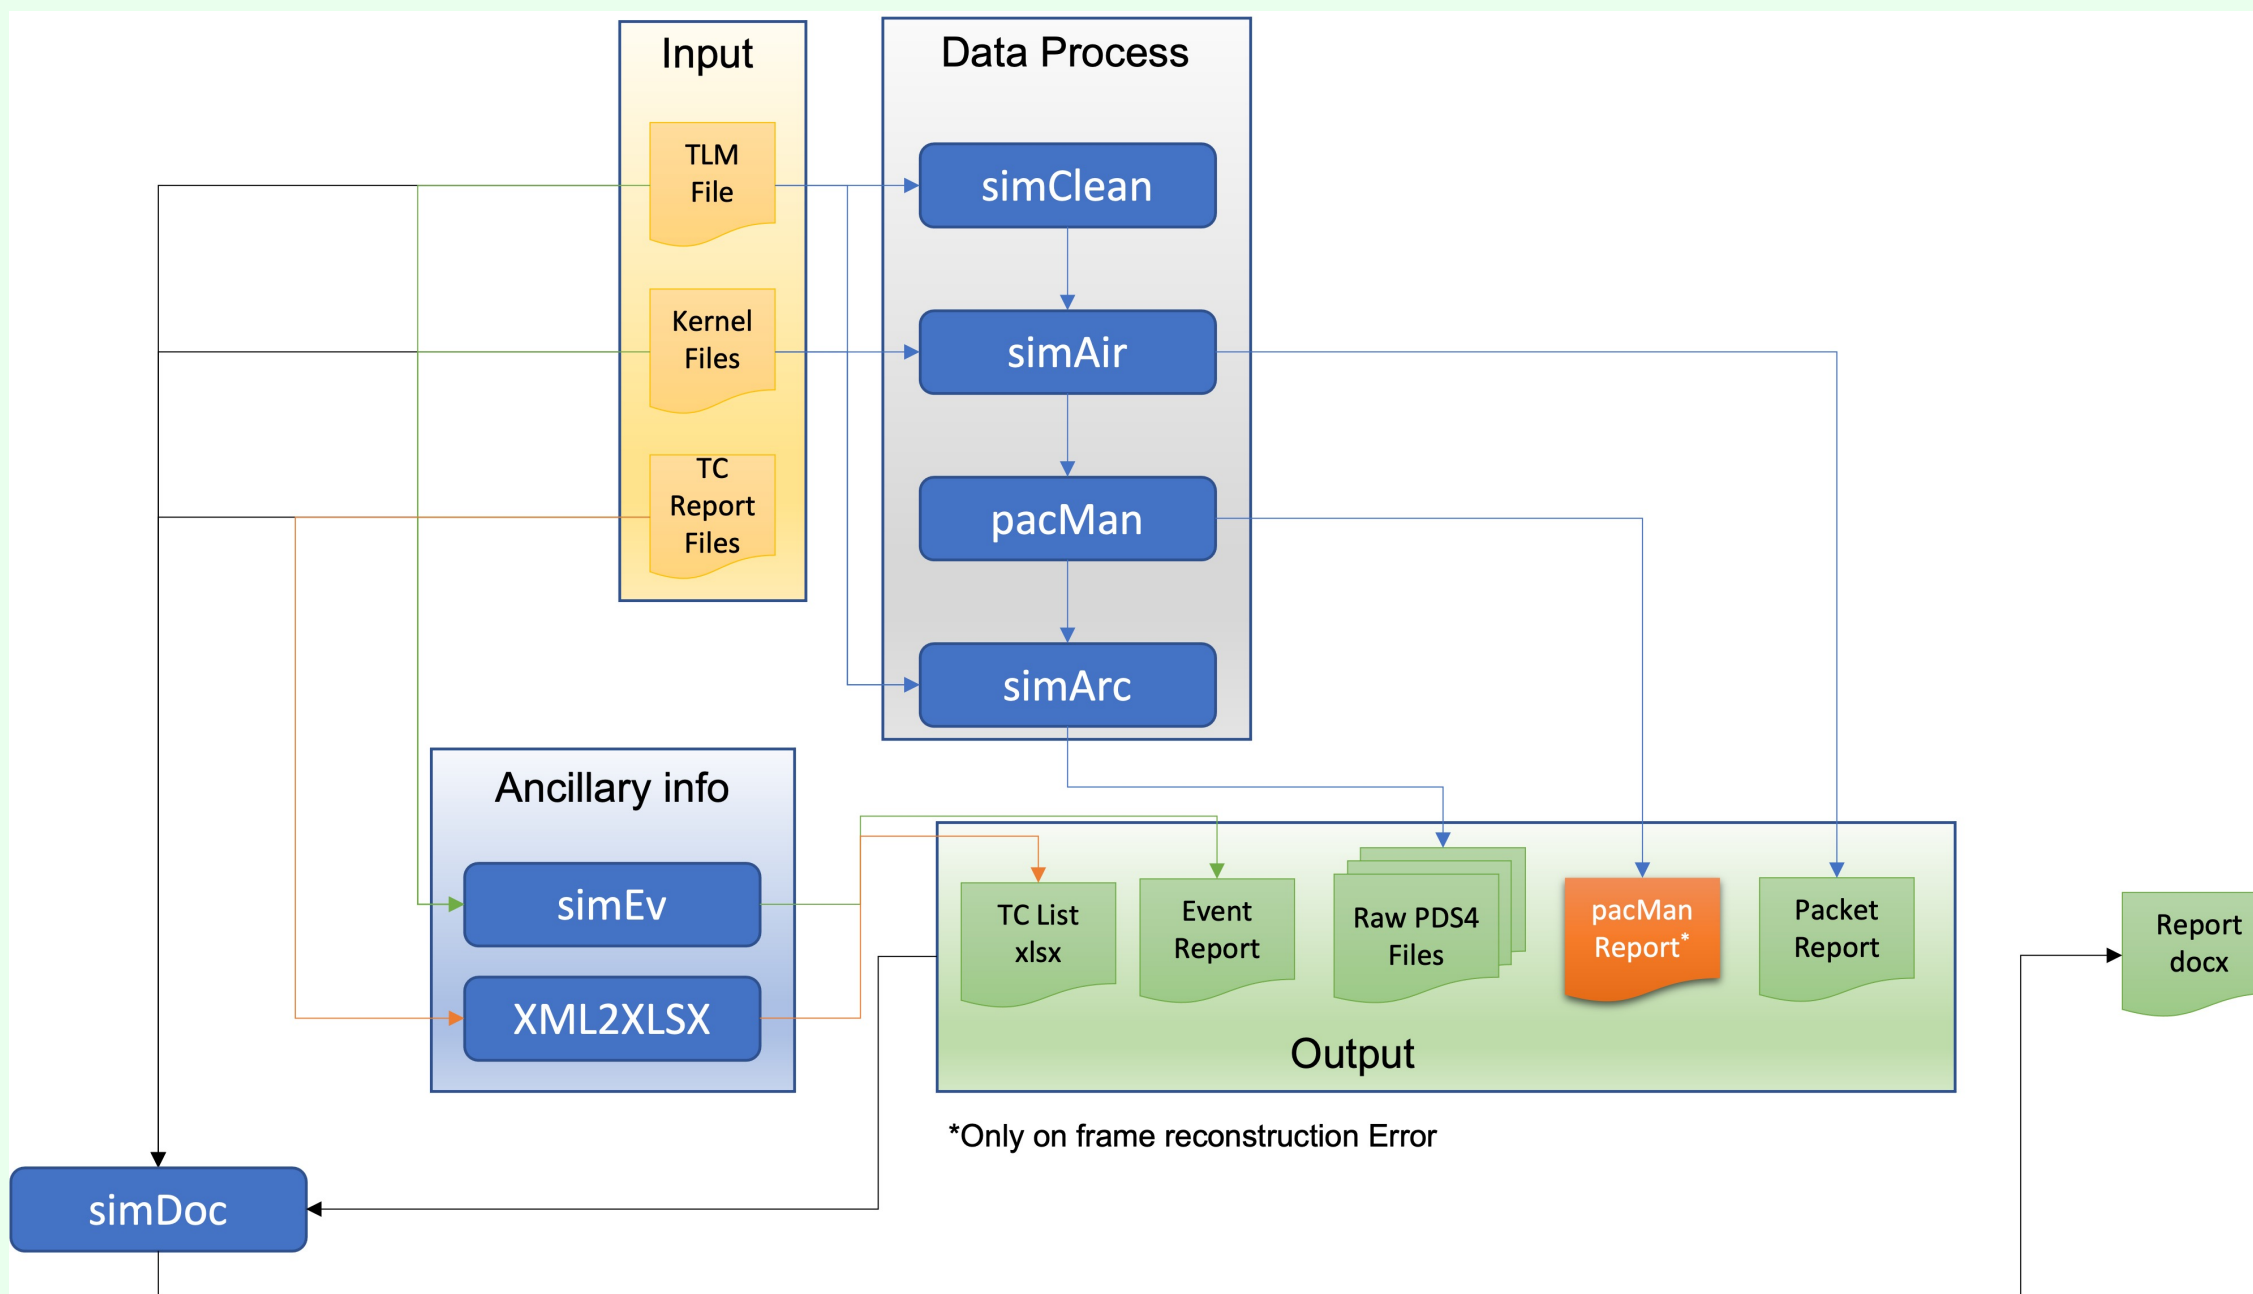 Input
Data Process
TLM
File
simClean
Kernel
Files
simAir
TC
Report
Files
pacMan
simArc
Ancillary info
simEv
XML2XLSX
TC List
xlsx
Event
Report
Raw PDS4
Files
pacMan
Report*
Packet
Report
Output
Report
docx
*Only on frame reconstruction Error
simDoc